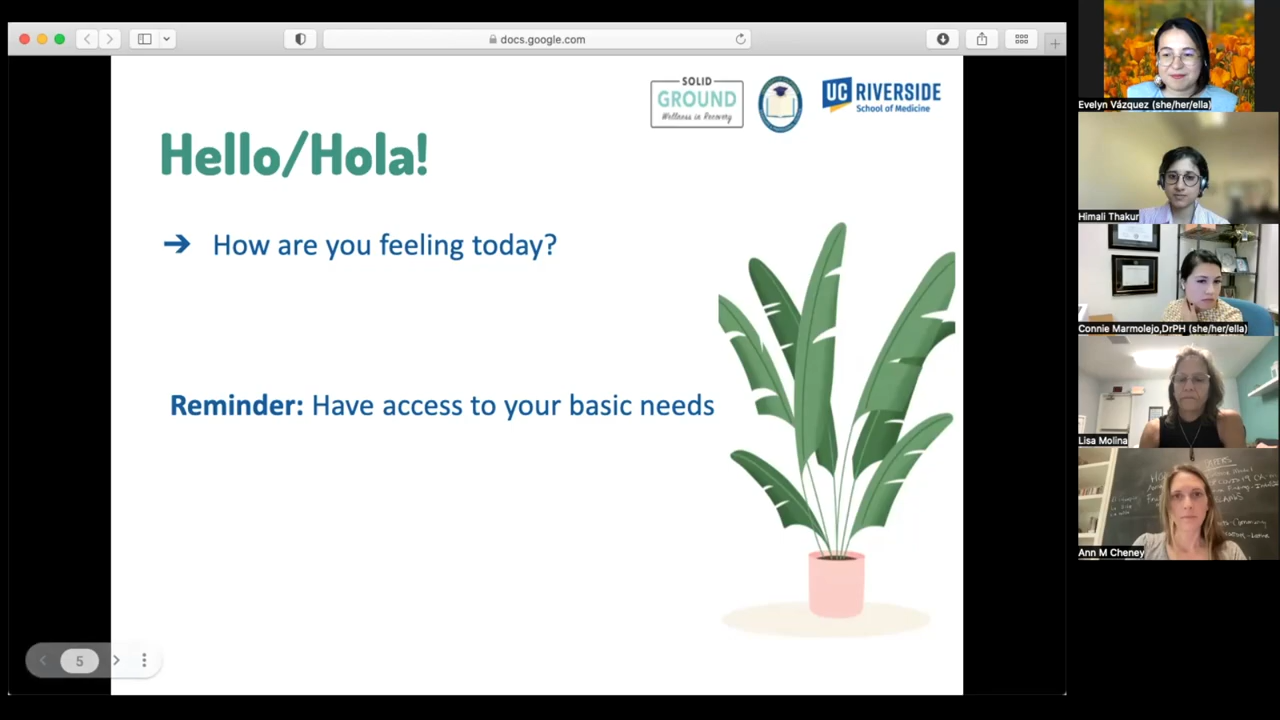 docs.google.com
SOLID
GROUND
Wellness in Recovery
UC RIVERSIDE
School of Medicine
Hello/Hola!
➔ How are you feeling today?
Reminder: Have access to your basic needs
5
Evelyn Vázquez (she/her/ella)
Himali Thakur
Connie Marmolejo,DrPH (she/her/ella)
Lisa Molina
Ann M Cheney